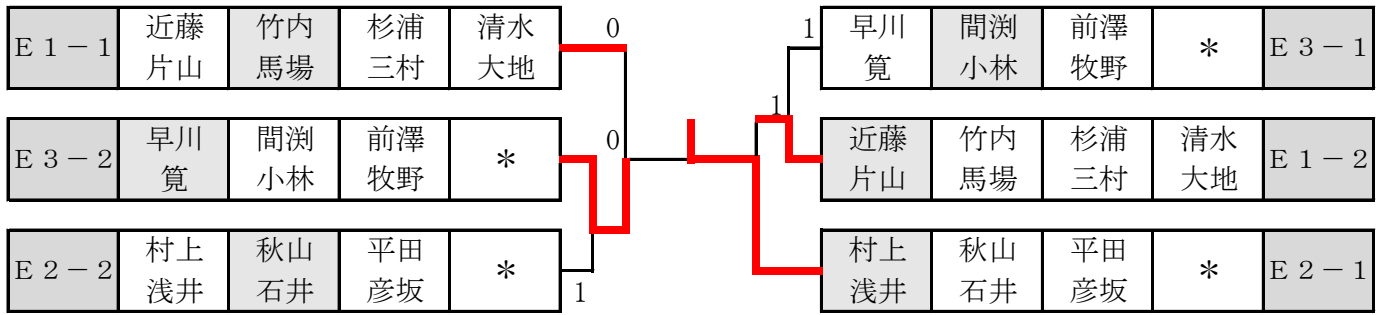 E1-1 近藤 竹内 杉浦 清水
片山 馬場 三村 大地
0
E3-2 早川 間渕 前澤 *
筧 小林 牧野
0
E2-2 村上 秋山 平田 *
浅井 石井 彦坂
1
1
早川 間渕 前澤 * E3-1
筧 小林 牧野
1
近藤 竹内 杉浦 清水 E1-2
片山 馬場 三村 大地
村上 秋山 平田 * E2-1
浅井 石井 彦坂